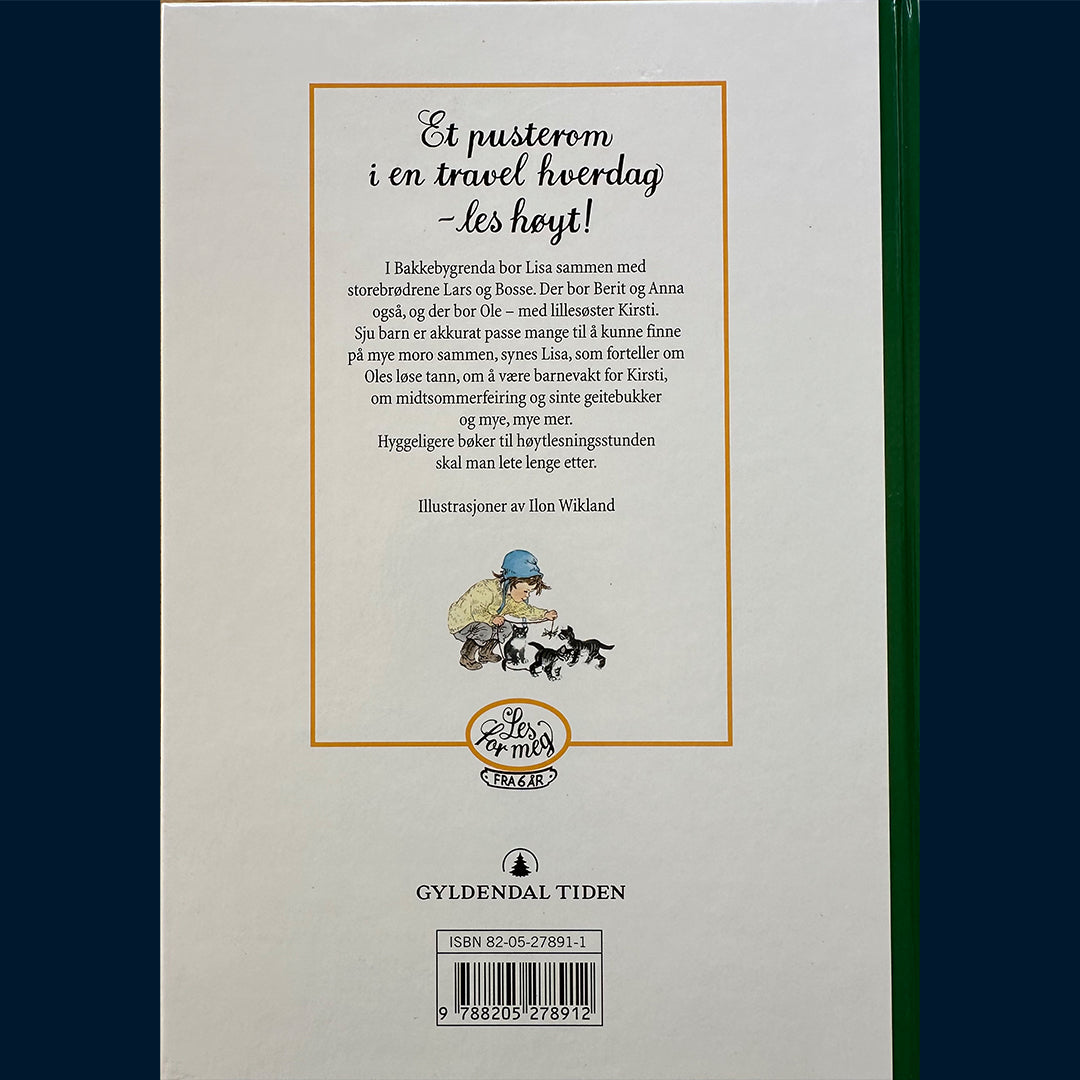 Et pusterom
i en travel hverdag
– les høyt!
I Bakkebygrenda bor Lisa sammen med
storebrødrene Lars og Bosse. Der bor Berit og Anna
også, og der bor Ole – med lillesøster Kirsti.
Sju barn er akkurat passe mange til å kunne finne
på mye moro sammen, synes Lisa, som forteller om
Oles løse tann, om å være barnevakt for Kirsti,
om midtsommerfeiring og sinte geitebukker
og mye, mye mer.
Hyggeligere bøker til høytlesningsstunden
skal man lete lenge etter.
Illustrasjoner av Ilon Wikland
Les
for meg
FRA 6 ÅR
GYLDENDAL TIDEN
ISBN 82-05-27891-1
9 788205 278912